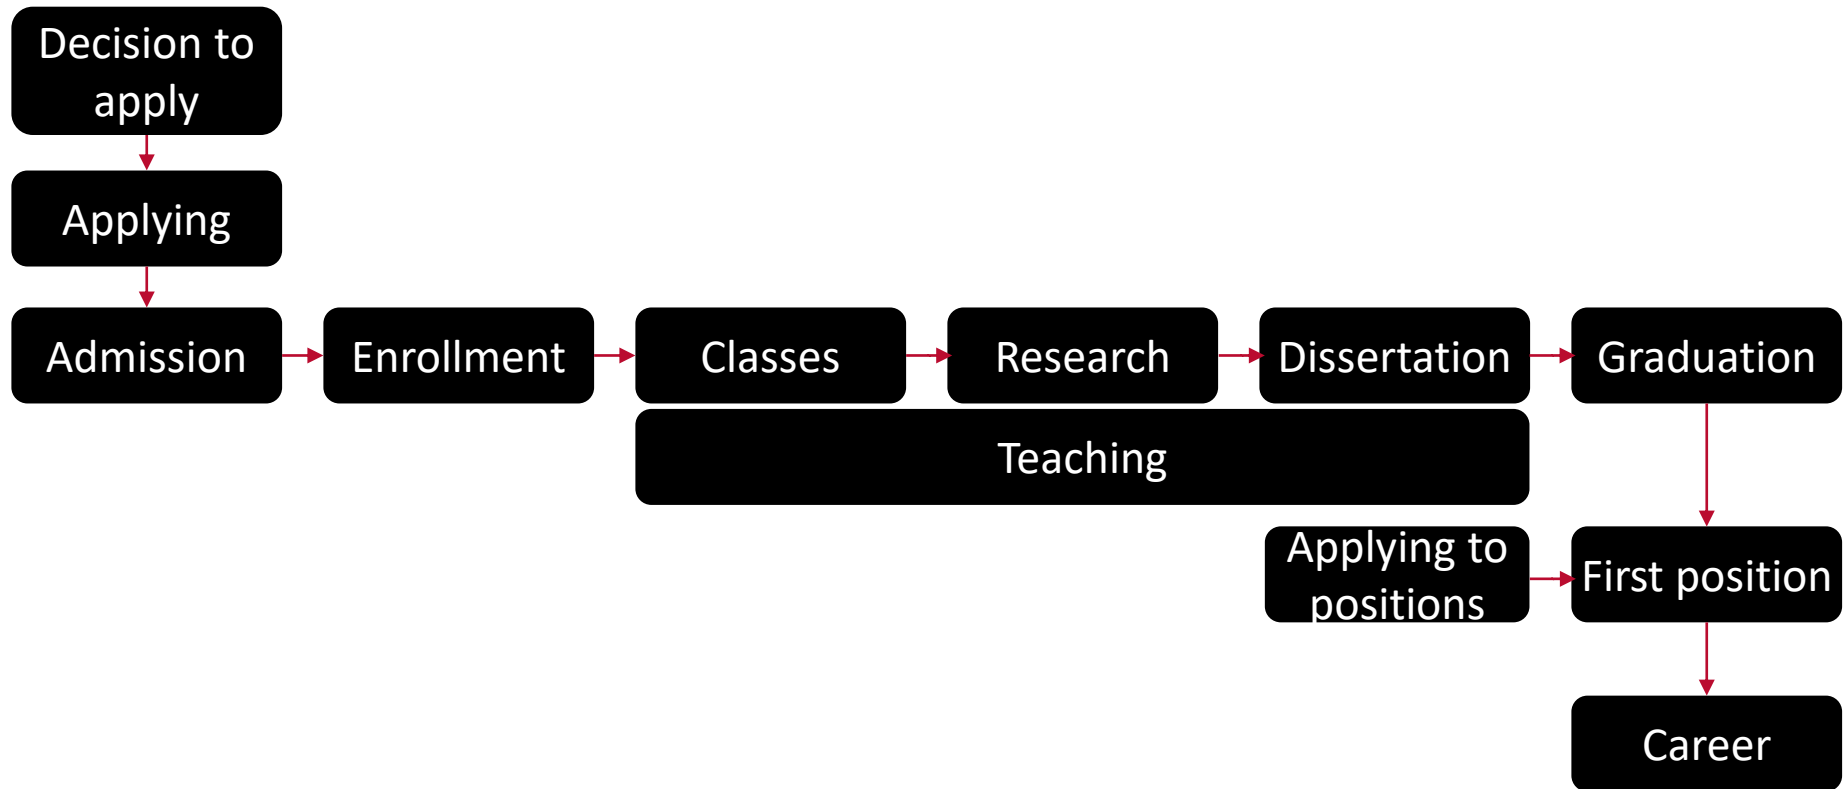 Decision to
apply
Applying
Admission
Enrollment
Classes
Research
Dissertation
Graduation
Teaching
Applying to
positions
First position
Career